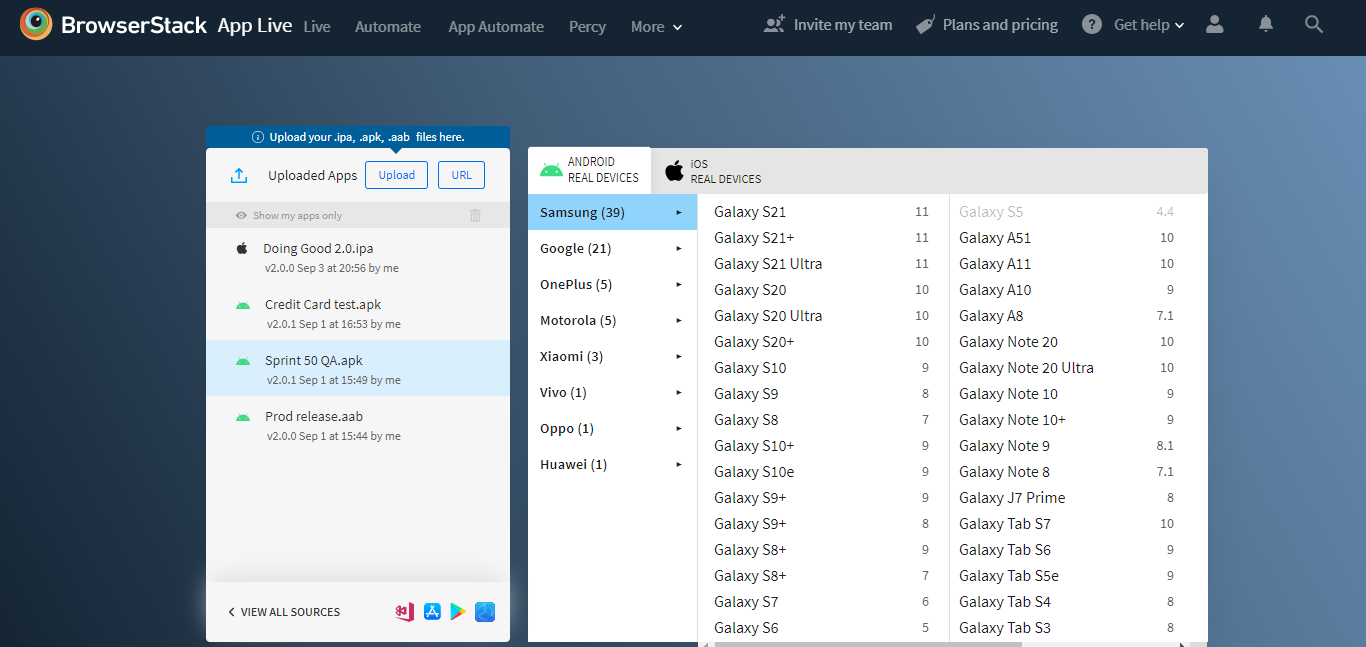 BrowserStack App Live Live Automate App Automate Percy More Invite my team Plans and pricing ? Get help
Upload your .ipa, .apk, .aab files here.
Uploaded Apps Upload URL
Show my apps only
Doing Good 2.0.ipa
v2.0.0 Sep 3 at 20:56 by me
Credit Card test.apk
v2.0.1 Sep 1 at 16:53 by me
Sprint 50 QA.apk
v2.0.1 Sep 1 at 15:49 by me
Prod release.aab
v2.0.0 Sep 1 at 15:44 by me
VIEW ALL SOURCES
ANDROID
REAL DEVICES
iOS
REAL DEVICES
Samsung (39)
Google (21)
OnePlus (5)
Motorola (5)
Xiaomi (3)
Vivo (1)
Oppo (1)
Huawei (1)
Galaxy S21 11
Galaxy S21+ 11
Galaxy S21 Ultra 11
Galaxy S20 10
Galaxy S20 Ultra 10
Galaxy S20+ 10
Galaxy S10 9
Galaxy S9 8
Galaxy S8 7
Galaxy S10+ 9
Galaxy S10e 9
Galaxy S9+ 9
Galaxy S9+ 8
Galaxy S8+ 9
Galaxy S8+ 7
Galaxy S7 6
Galaxy S6 5
Galaxy S5 4.4
Galaxy A51 10
Galaxy A11 10
Galaxy A10 9
Galaxy A8 7.1
Galaxy Note 20 10
Galaxy Note 20 Ultra 10
Galaxy Note 10 9
Galaxy Note 10+ 9
Galaxy Note 9 8.1
Galaxy Note 8 7.1
Galaxy J7 Prime 8
Galaxy Tab S7 10
Galaxy Tab S6 9
Galaxy Tab S5e 9
Galaxy Tab S4 8
Galaxy Tab S3 8